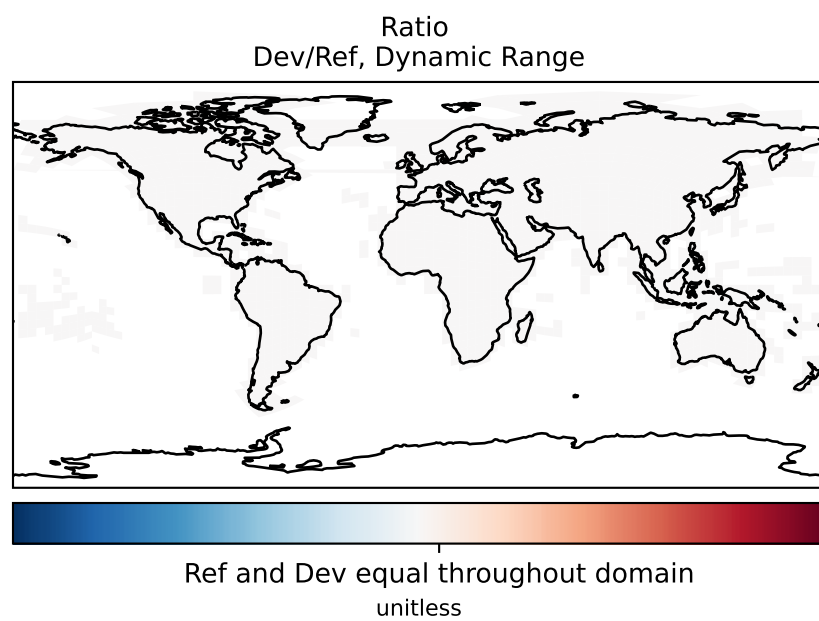 Ratio
Dev/Ref, Dynamic Range
Ref and Dev equal throughout domain
unitless